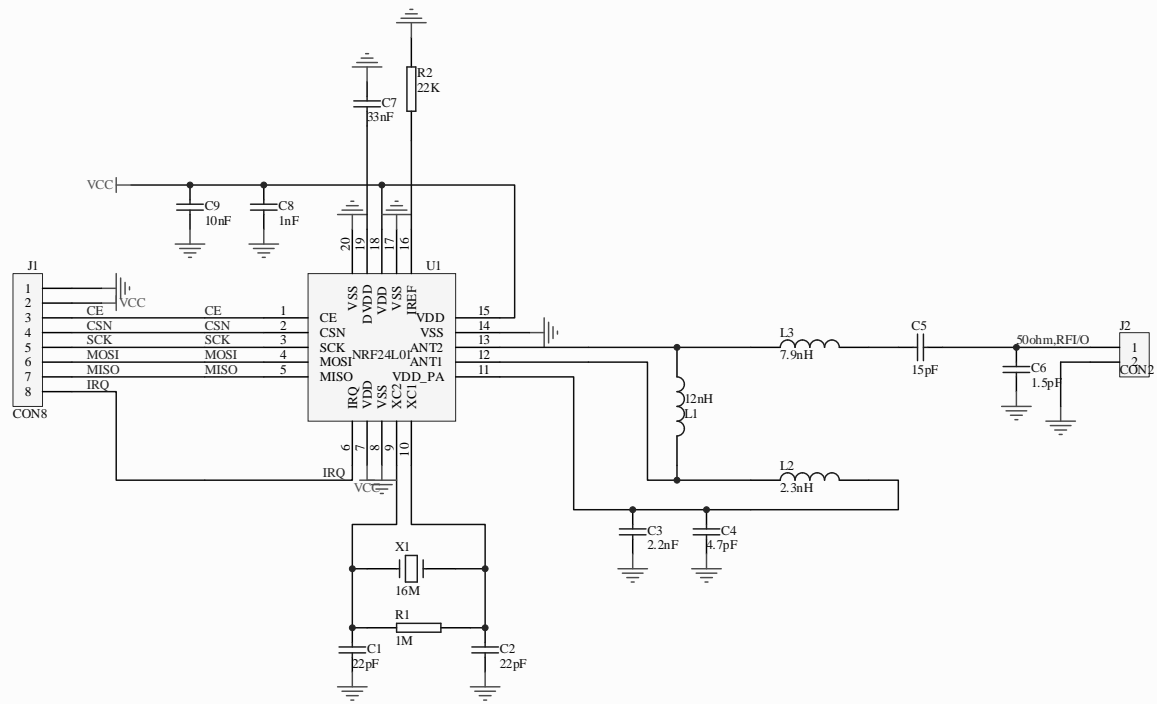 R2
22K
C7
33nF
VCC
C9
10nF
C8
1nF
20
19
18
17
16
J1
U1
1
2
3
4
5
6
7
8
CON8
VCC
CE
CSN
SCK
MOSI
MISO
IRQ
CE
CSN
SCK
MOSI
MISO
1
2
3
4
5
VSS
DVDD
VDD
VSS
IREF
CE
CSN
SCK
MOSI
MISO
NRF24L01
VDD
VSS
ANT2
ANT1
VDD_PA
IRQ
VDD
VSS
XC2
XC1
15
14
13
12
11
6
7
8
9
10
IRQ
VCC
L3
7.9nH
C5
15pF
50ohm,RFI/O
J2
1
2
CON2
C6
1.5pF
12nH
L1
L2
2.3nH
C3
2.2nF
C4
4.7pF
X1
16M
R1
1M
C1
22pF
C2
22pF